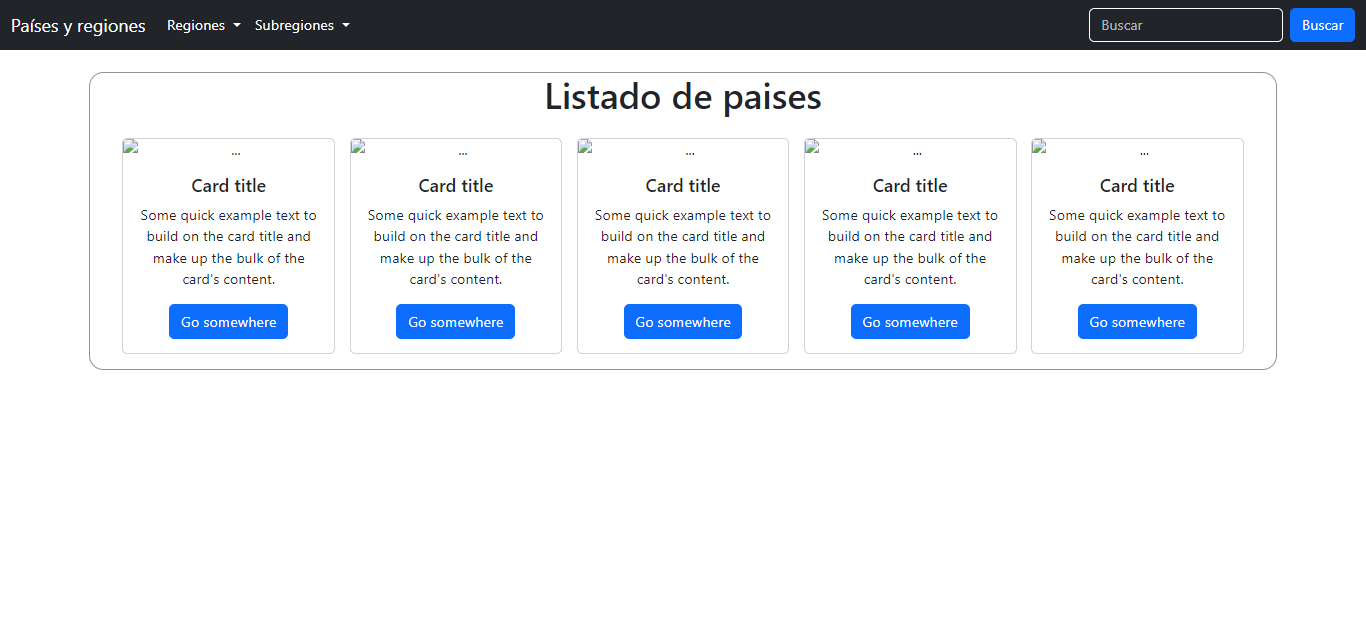 Países y regiones Regiones Subregiones Buscar Buscar
Listado de paises
... ... ... ... ...
Card title Card title Card title Card title Card title
Some quick example text to
build on the card title and
make up the bulk of the
card's content.
Some quick example text to
build on the card title and
make up the bulk of the
card's content.
Some quick example text to
build on the card title and
make up the bulk of the
card's content.
Some quick example text to
build on the card title and
make up the bulk of the
card's content.
Some quick example text to
build on the card title and
make up the bulk of the
card's content.
Go somewhere Go somewhere Go somewhere Go somewhere Go somewhere